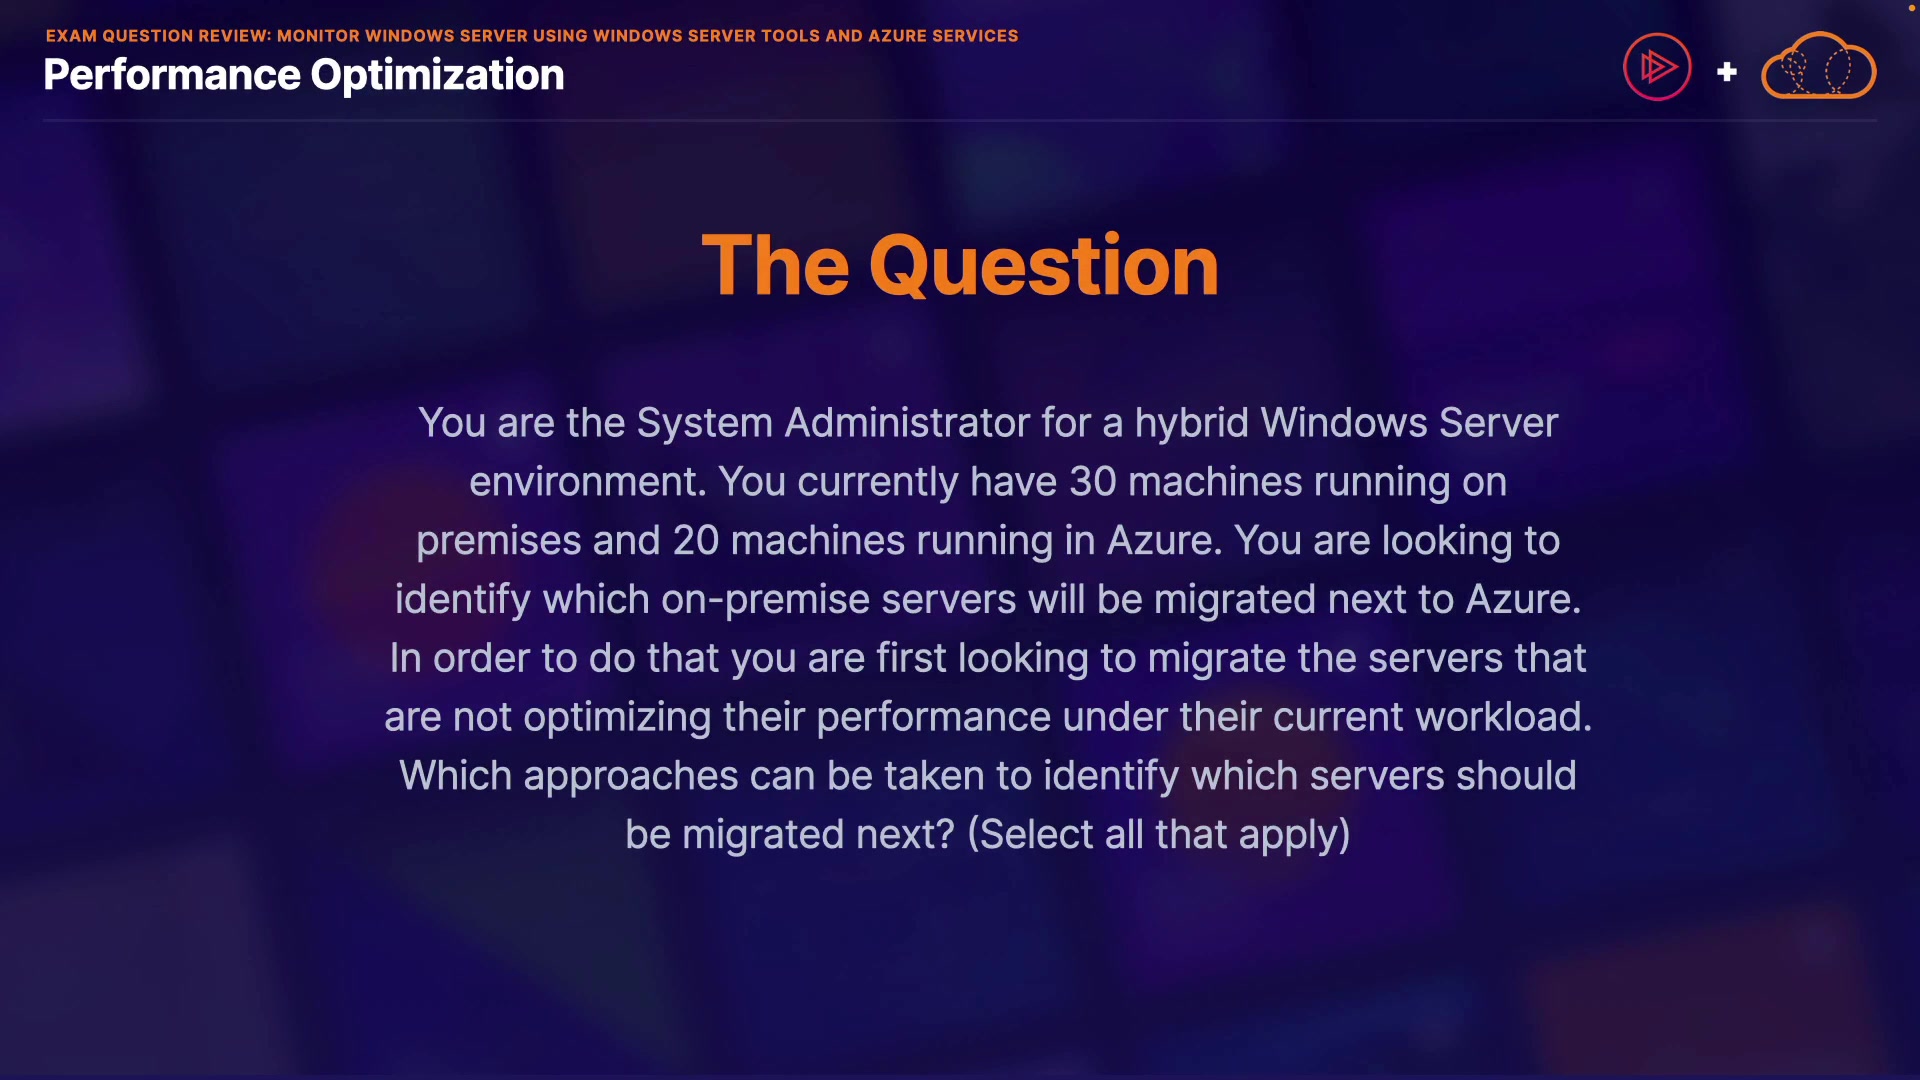 EXAM QUESTION REVIEW: MONITOR WINDOWS SERVER USING WINDOWS SERVER TOOLS AND AZURE SERVICES
Performance Optimization
+
The Question
You are the System Administrator for a hybrid Windows Server
environment. You currently have 30 machines running on
premises and 20 machines running in Azure. You are looking to
identify which on-premise servers will be migrated next to Azure.
In order to do that you are first looking to migrate the servers that
are not optimizing their performance under their current workload.
Which approaches can be taken to identify which servers should
be migrated next? (Select all that apply)